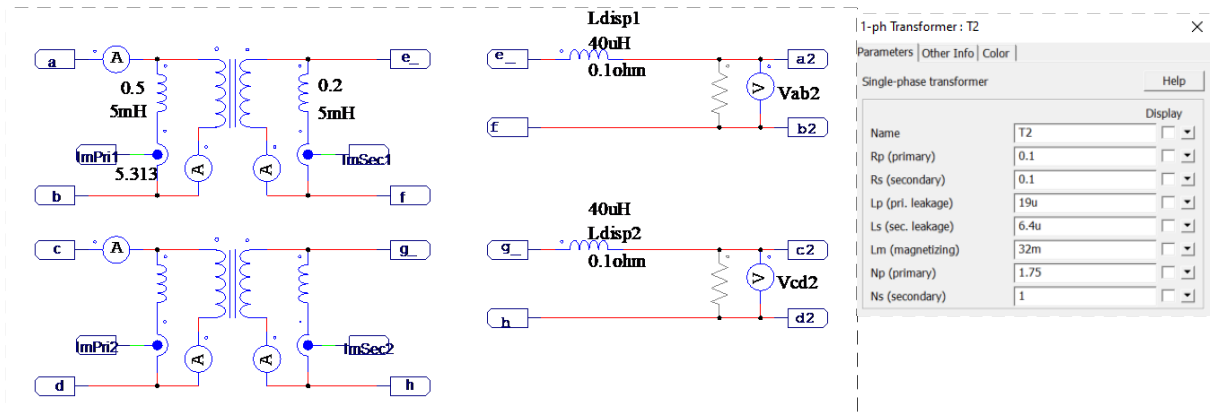 Ldisp1
40uH
0.1ohm
a
A
e_
0.5
5mH
0.2
5mH
ImPri1
5.313
A
A
ImSec1
b
f
e_
a2
V
Vab2
f
b2
c
A
g_
ImPri2
A
A
ImSec2
d
h
40uH
Ldisp2
0.1ohm
g_
c2
V
Vcd2
h
d2
1-ph Transformer : T2
Parameters Other Info Color
Single-phase transformer Help
Display
Name T2
Rp (primary) 0.1
Rs (secondary) 0.1
Lp (pri. leakage) 19u
Ls (sec. leakage) 6.4u
Lm (magnetizing) 32m
Np (primary) 1.75
Ns (secondary) 1